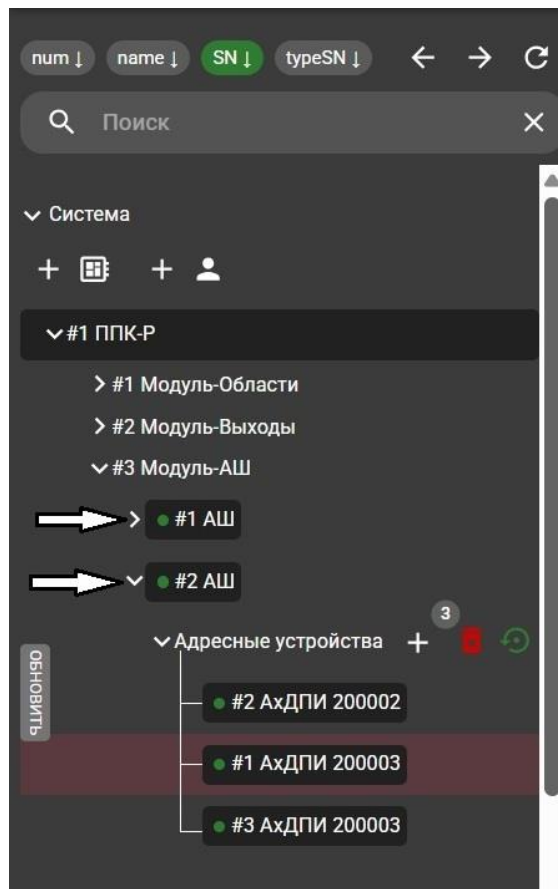 num ↓ name ↓ SN ↓ typeSN ↓
Поиск
Система
#1 ППК-Р
#1 Модуль-Области
#2 Модуль-Выходы
#3 Модуль-АШ
#1 АШ
#2 АШ
3
Адресные устройства
ОБНОВИТЬ
#2 АхДПИ 200002
#1 АхДПИ 200003
#3 АхДПИ 200003